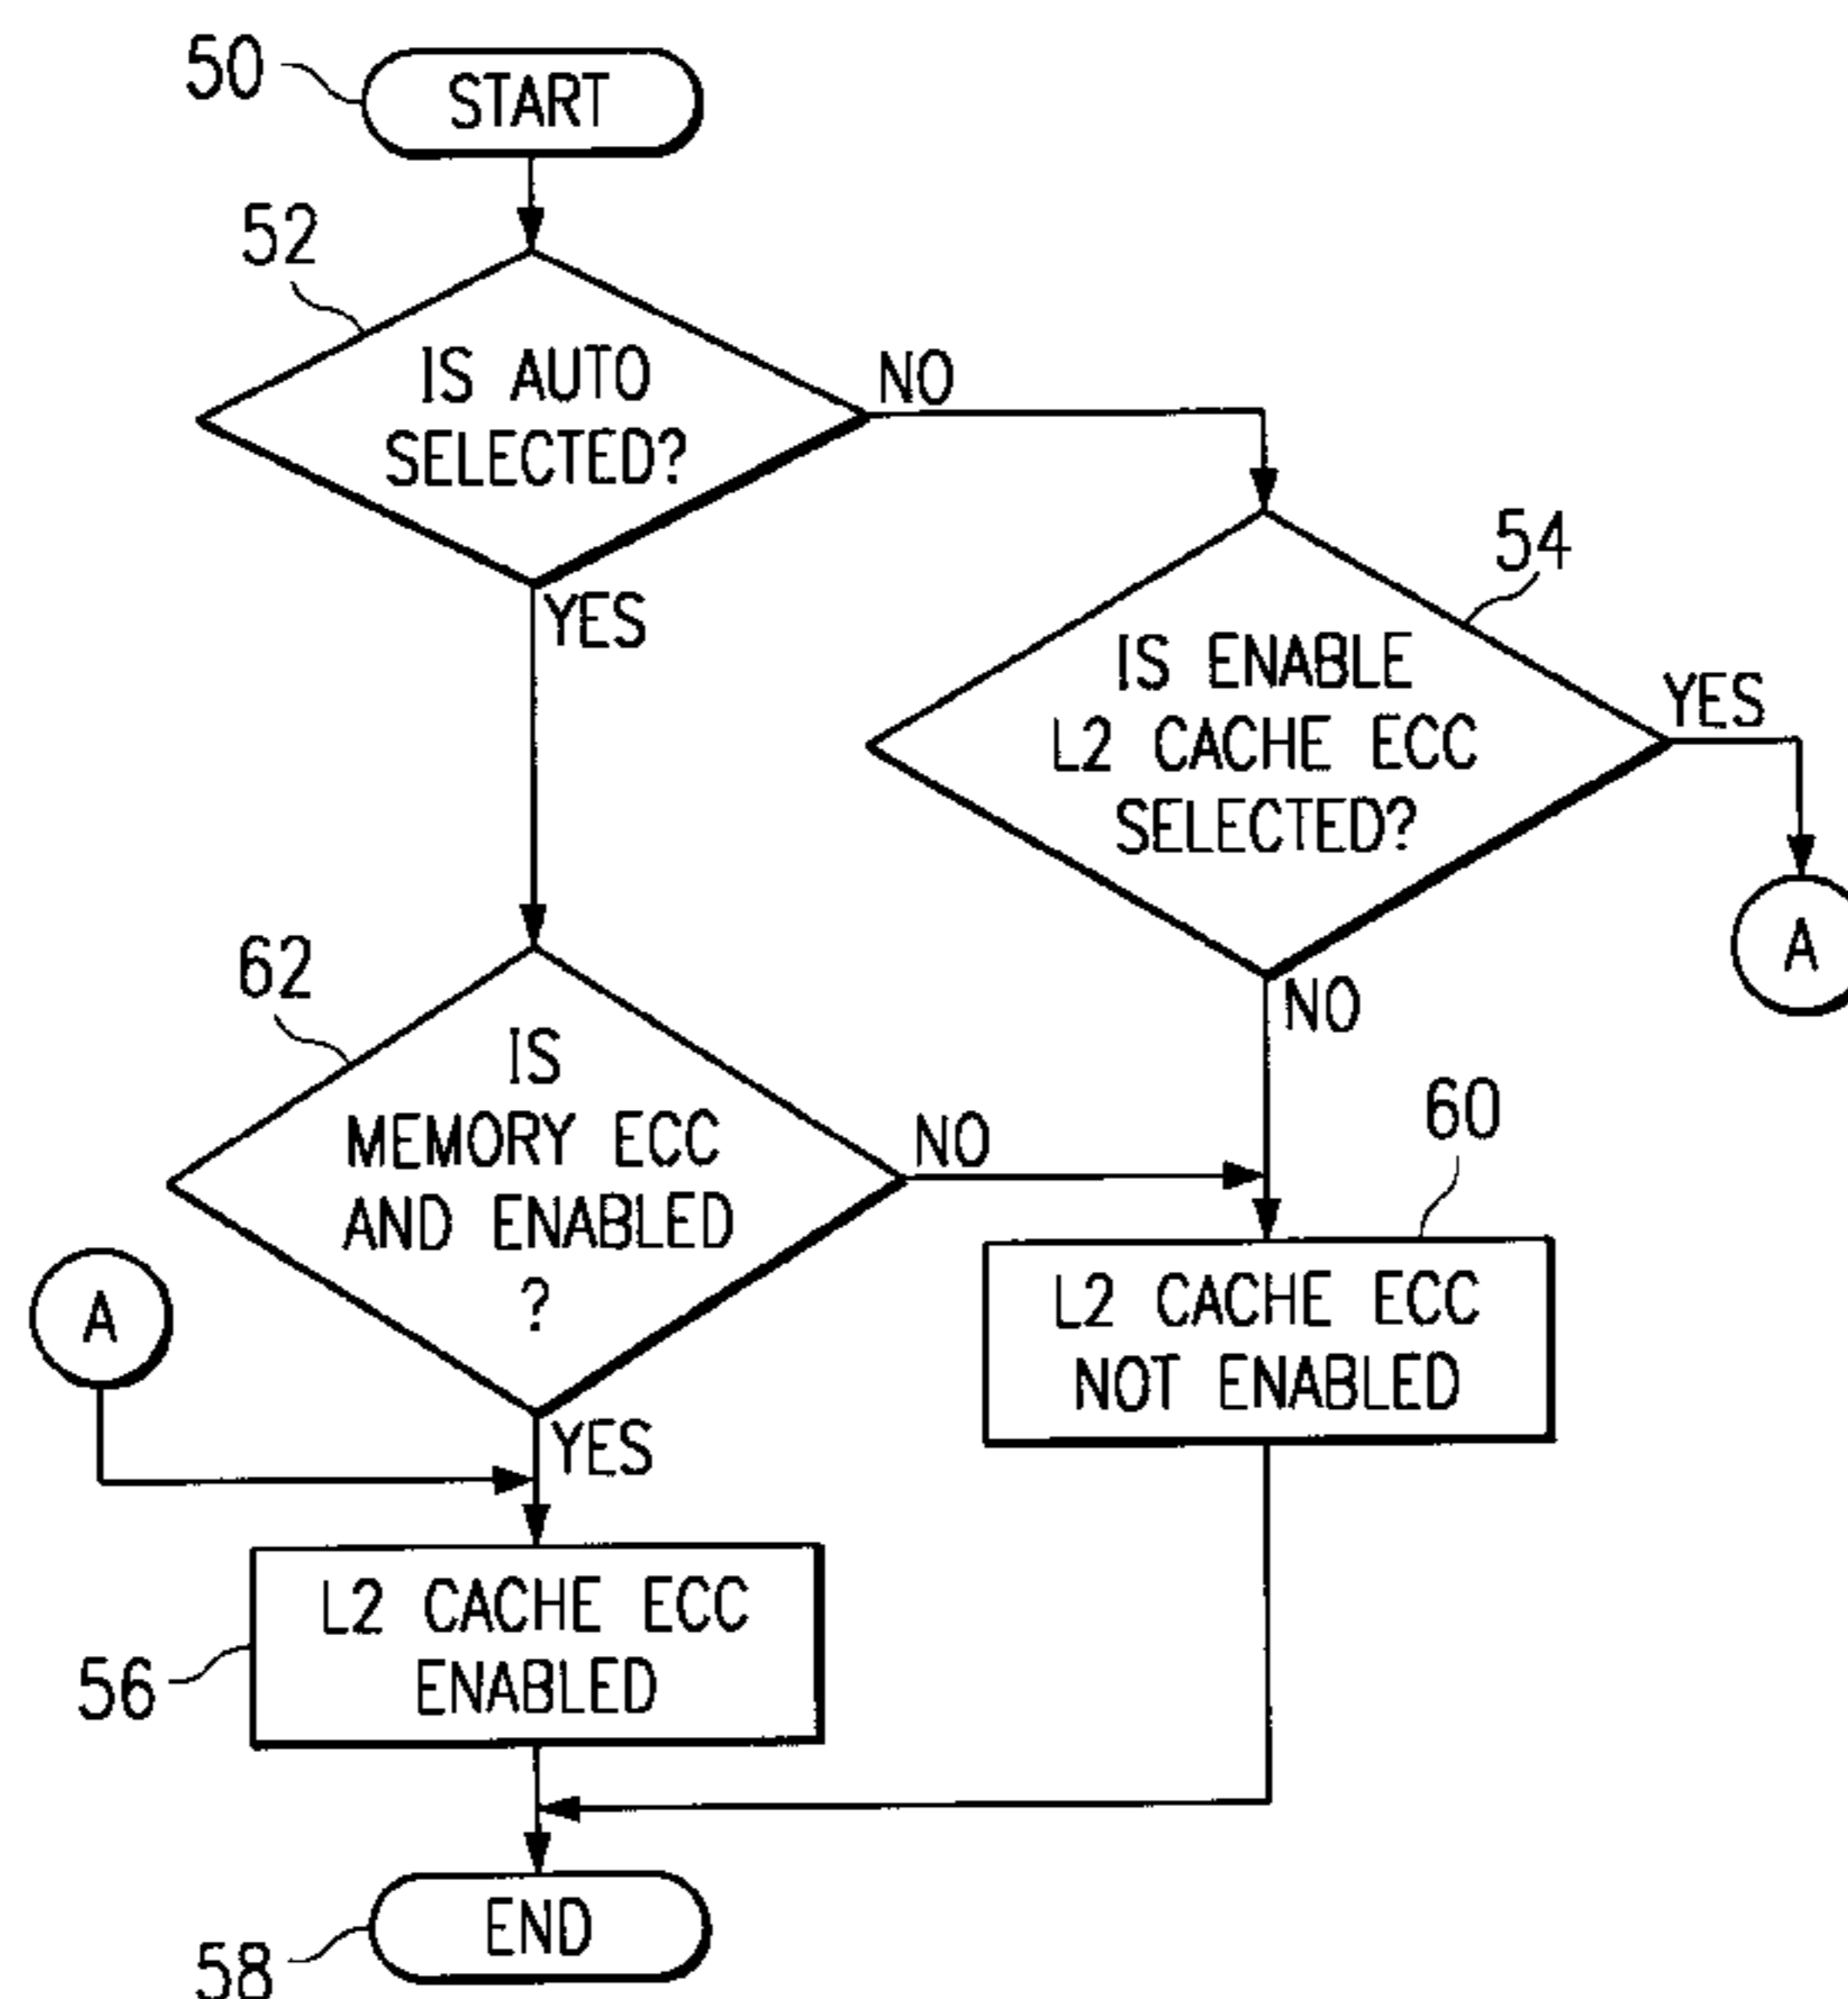 50
START
52
IS AUTO
SELECTED?
NO
YES
54
IS ENABLE
L2 CACHE ECC
SELECTED?
YES
A
NO
62
IS
MEMORY ECC
AND ENABLED
?
NO
YES
A
60
L2 CACHE ECC
NOT ENABLED
56
L2 CACHE ECC
ENABLED
58
END